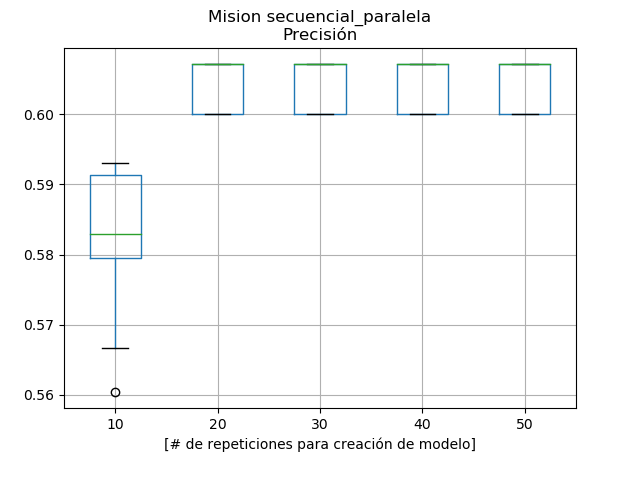 Mision secuencial_paralela
Precisión
0.60
0.59
0.58
0.57
0.56
10 20 30 40 50
[# de repeticiones para creación de modelo]